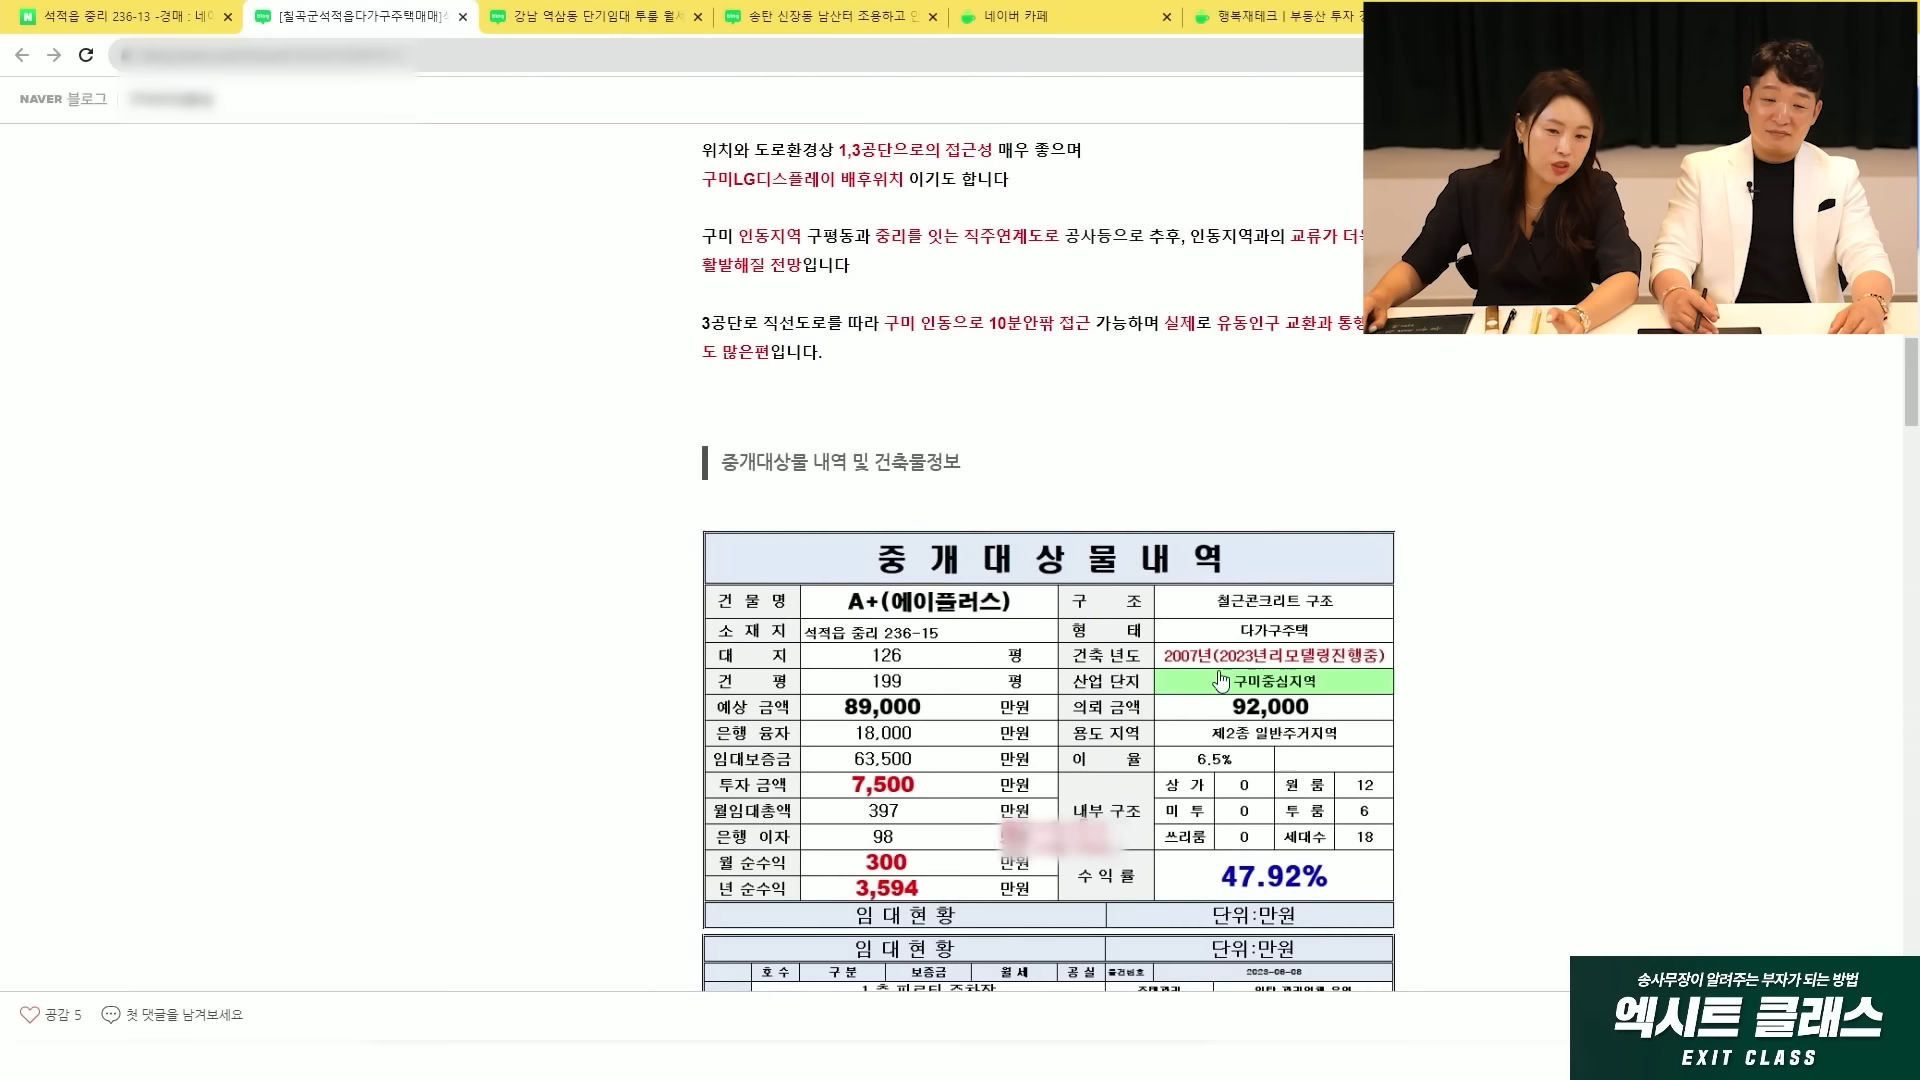 석적읍 중리 236-13 -경매 : 네이
[칠곡군석적읍다가구주택매매]석
강남 역삼동 단기임대 투룸 월세
송탄 신장동 남산터 조용하고 인
네이버 카페
행복재테크 | 부동산 투자 경
NAVER 블로그
위치와 도로환경상 1,3공단으로의 접근성 매우 좋으며
구미LG디스플레이 배후위치 이기도 합니다
구미 인동지역 구평동과 중리를 잇는 직주연계도로 공사등으로 추후, 인동지역과의 교류가 더욱
활발해질 전망입니다
3공단로 직선도로를 따라 구미 인동으로 10분안팎 접근 가능하며 실제로 유동인구 교환과 통행
도 많은편입니다.
중개대상물 내역 및 건축물정보
중 개 대 상 물 내 역
건 물 명 A+(에이플러스) 구 조 철근콘크리트 구조
소 재 지 석적읍 중리 236-15 형 태 다가구주택
대 지 126 평 건축 년도 2007년(2023년리모델링진행중)
건 평 199 평 산업 단지 구미중심지역
예상 금액 89,000 만원 의뢰 금액 92,000
은행 융자 18,000 만원 용도 지역 제2종 일반주거지역
임대보증금 63,500 만원 이 율 6.5%
투자 금액 7,500 만원 내부 구조 상 가 0 원 룸 12
월임대총액 397 만원 미 투 0 투 룸 6
은행 이자 98 쓰리룸 0 세대수 18
월 순수익 300 만원 수 익 률 47.92%
년 순수익 3,594 만원
임 대 현 황 단위:만원
임 대 현 황 단위:만원
호 수 구 분 보증금 월 세 공 실 물건번호 2023-06-08
1 층 피로티 주차장
공감 5 첫 댓글을 남겨보세요
송사무장이 알려주는 부자가 되는 방법
엑시트 클래스
EXIT CLASS